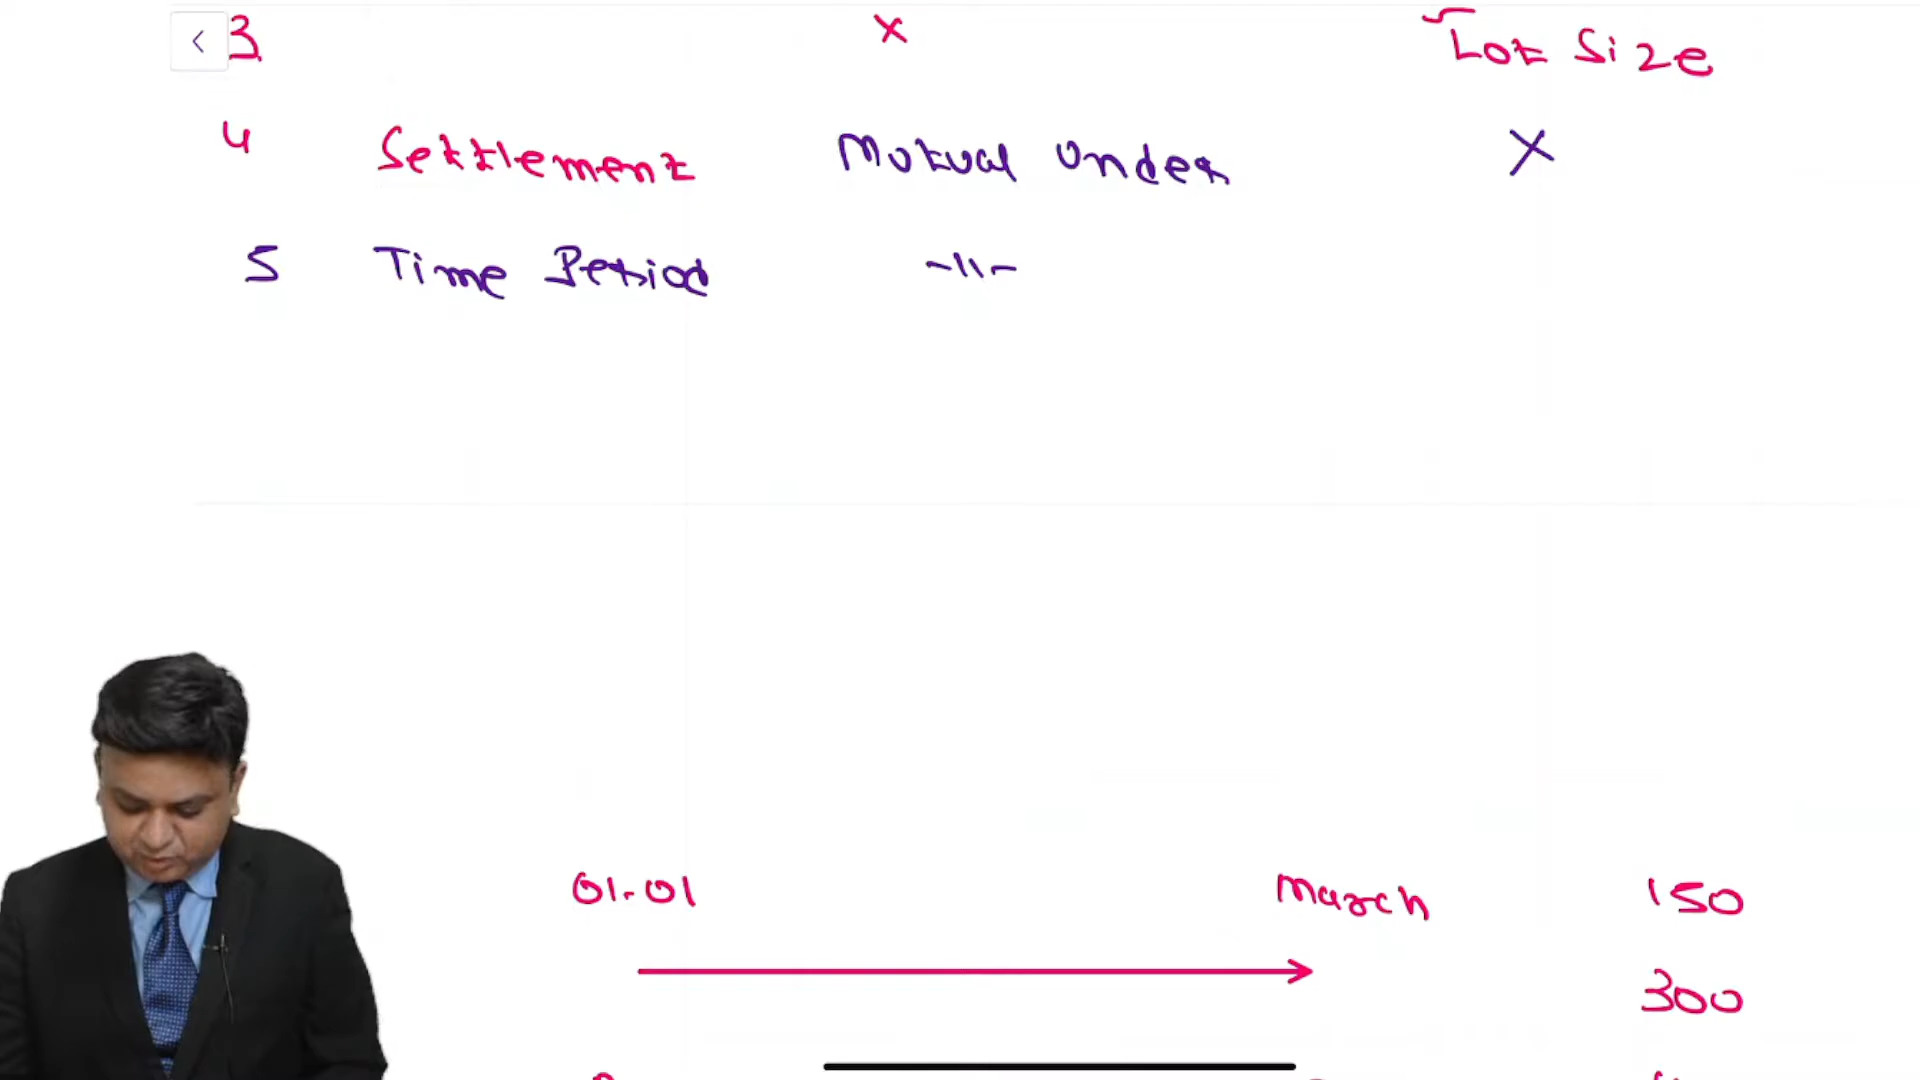 3. x Lot Size
4 Settlement Mutual Under X
5 Time Period -11-
01.01 March 150
300